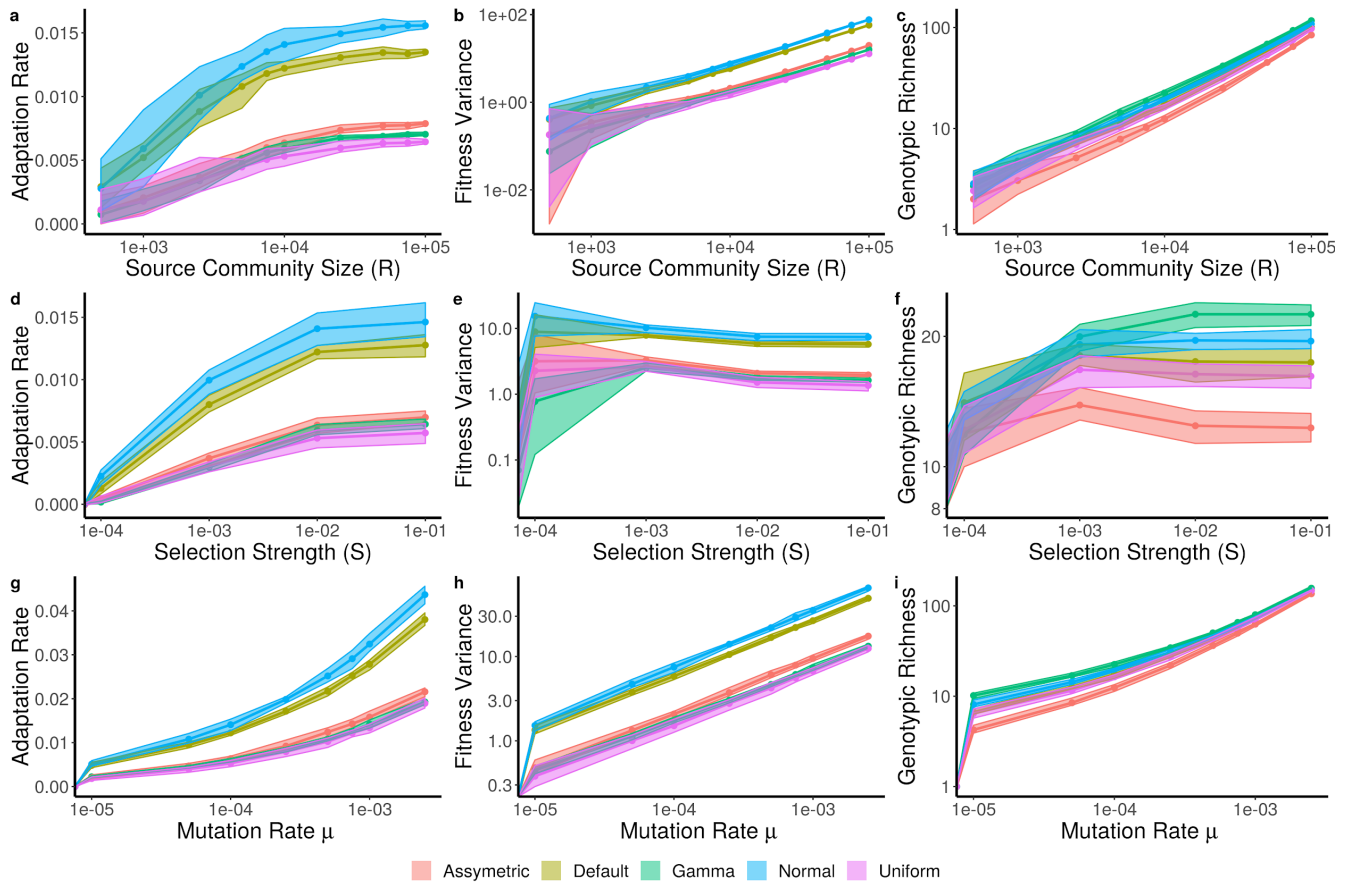 a
Adaptation Rate
0.015
0.010
0.005
0.000
1e+03 1e+04 1e+05
Source Community Size (R)
b
Fitness Variance
1e+02
1e+00
1e-02
1e+03 1e+04 1e+05
Source Community Size (R)
c
Genotypic Richness
100
10
1
1e+03 1e+04 1e+05
Source Community Size (R)
d
Adaptation Rate
0.015
0.010
0.005
0.000
1e-04 1e-03 1e-02 1e-01
Selection Strength (S)
e
Fitness Variance
10.0
1.0
0.1
1e-04 1e-03 1e-02 1e-01
Selection Strength (S)
f
Genotypic Richness
20
10
8
1e-04 1e-03 1e-02 1e-01
Selection Strength (S)
g
Adaptation Rate
0.04
0.03
0.02
0.01
0.00
1e-05 1e-04 1e-03
Mutation Rate μ
h
Fitness Variance
30.0
10.0
3.0
1.0
0.3
1e-05 1e-04 1e-03
Mutation Rate μ
i
Genotypic Richness
100
10
1
1e-05 1e-04 1e-03
Mutation Rate μ
Assymetric Default Gamma Normal Uniform